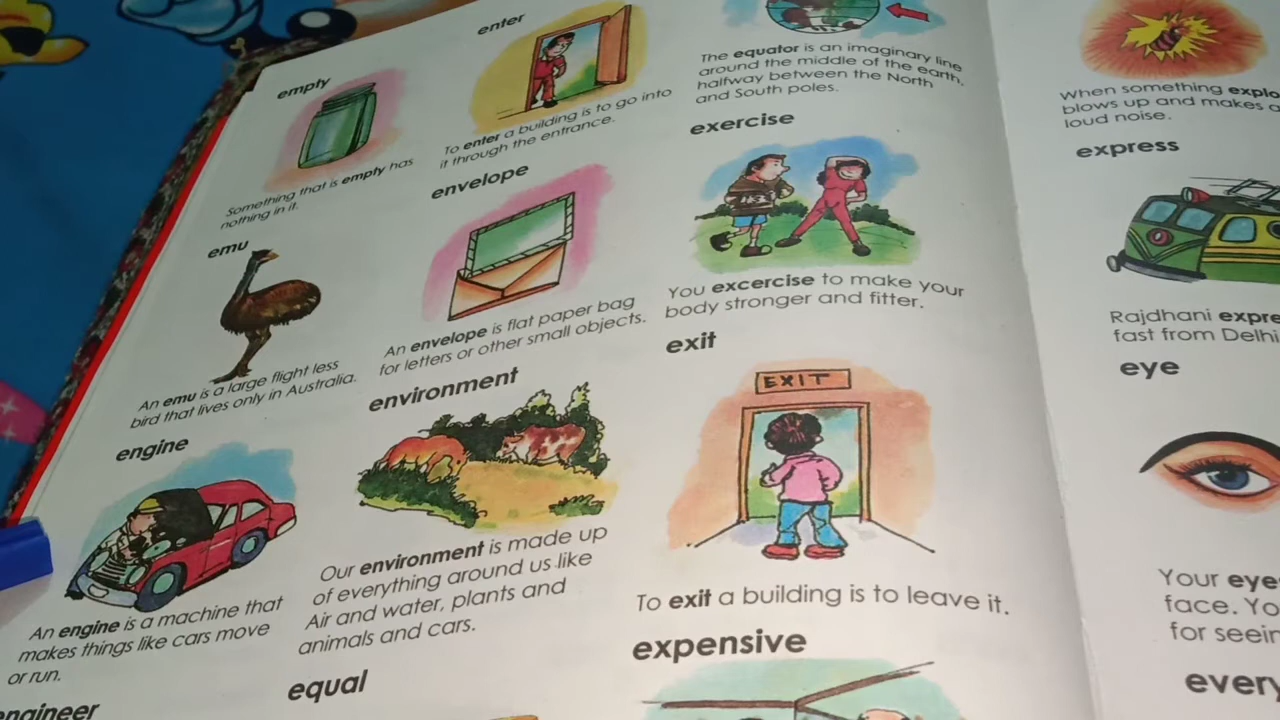 empty
Something that is empty has
nothing in it.
emu
An emu is a large flight less
bird that lives only in Australia.
engine
An engine is a machine that
makes things like cars move
or run.
engineer
enter
To enter a building is to go into
it through the entrance.
envelope
An envelope is flat paper bag
for letters or other small objects.
environment
Our environment is made up
of everything around us like
Air and water, plants and
animals and cars.
equal
The equator is an imaginary line
around the middle of the earth,
halfway between the North
and South poles.
exercise
You excercise to make your
body stronger and fitter.
exit
EXIT
To exit a building is to leave it.
expensive
When something
blows up and makes a
loud noise.
express
Rajdhani
fast from Delhi
eye
Your
face.
for